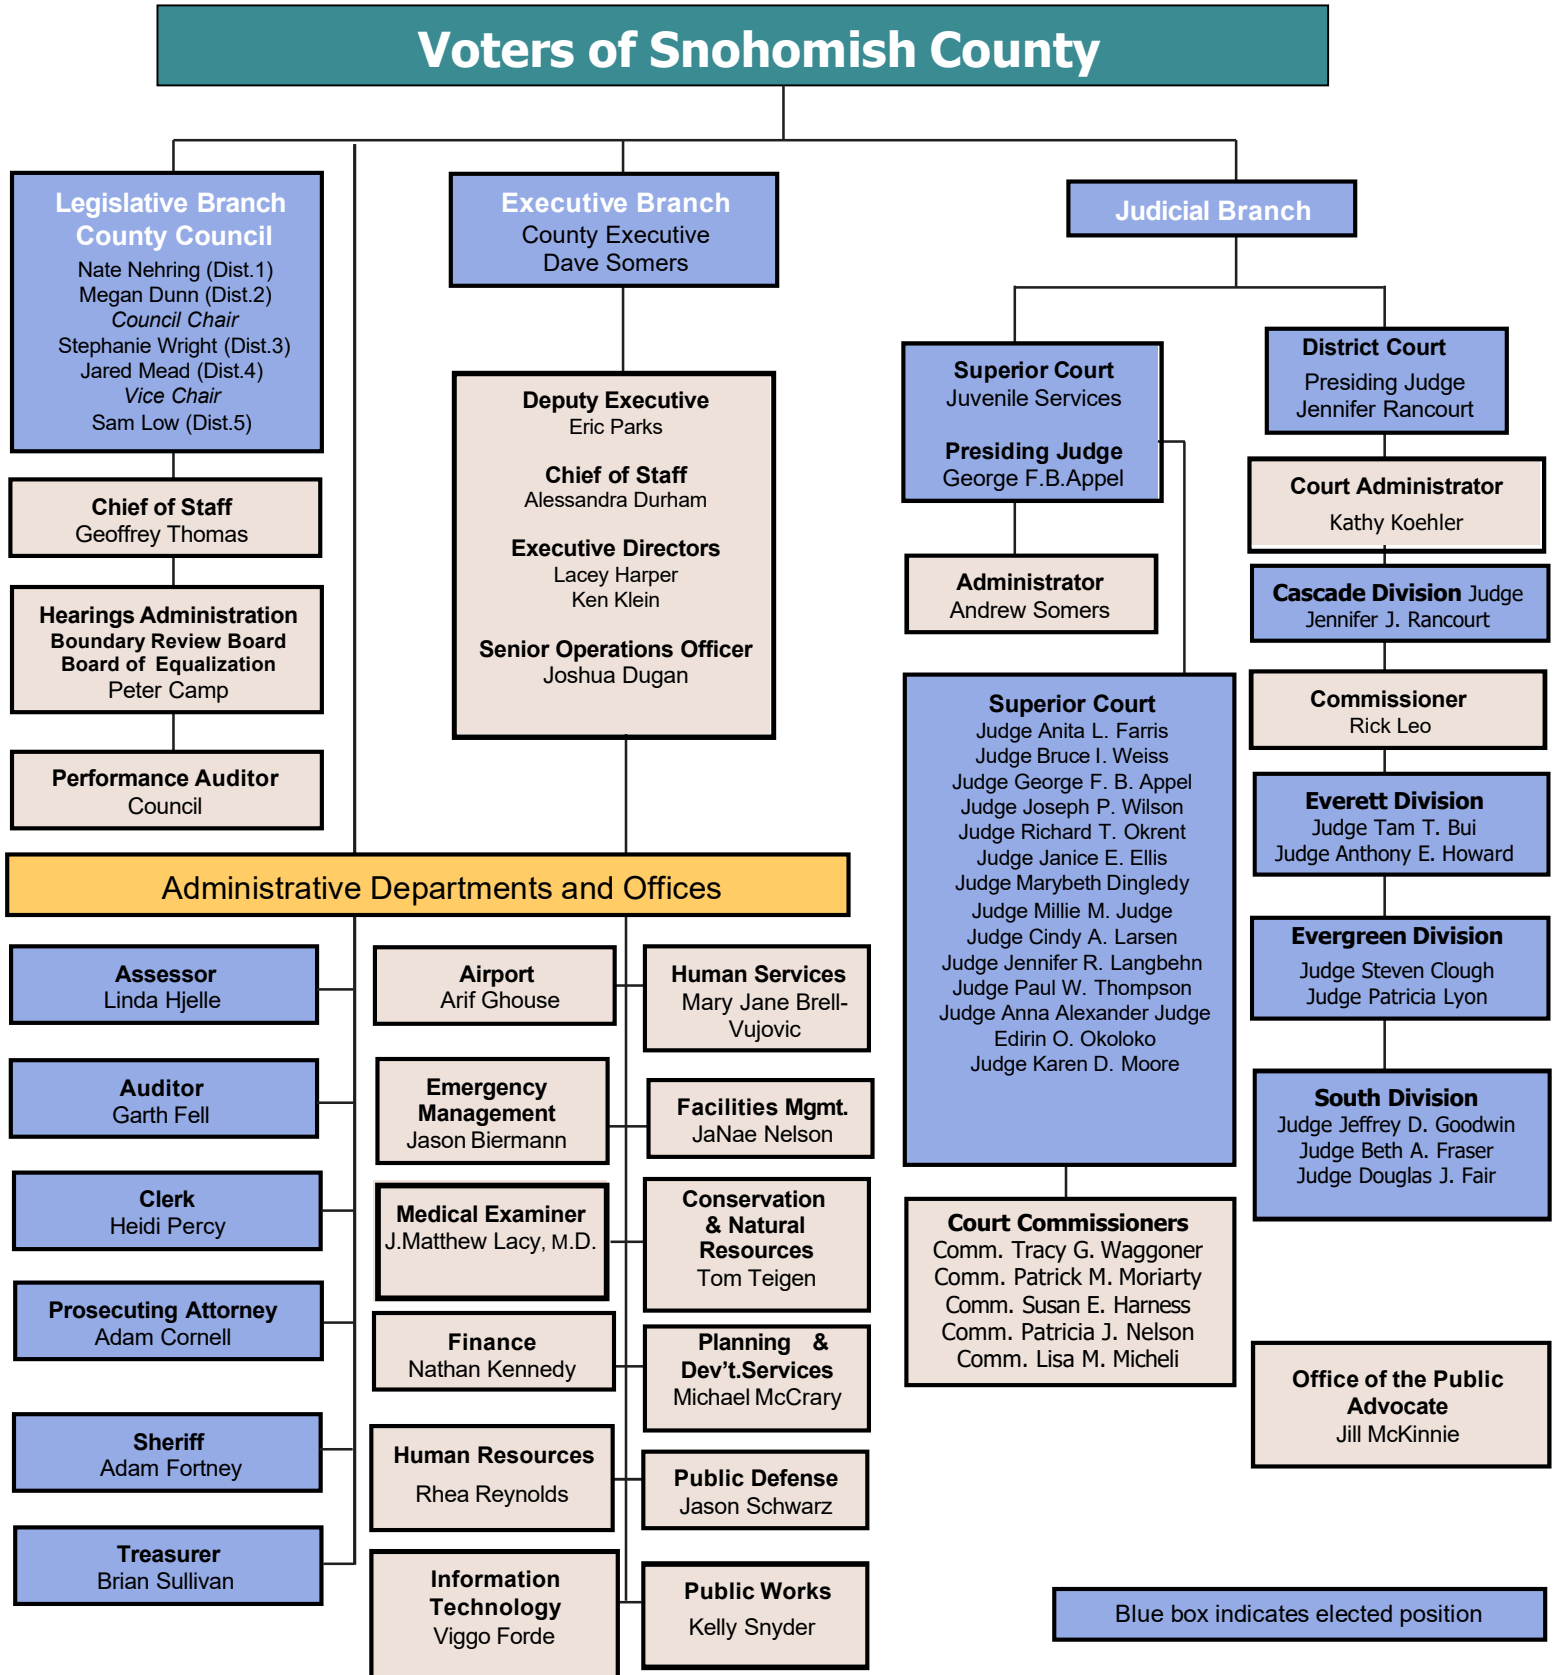 Voters of Snohomish County
Legislative Branch
County Council
Nate Nehring (Dist.1)
Megan Dunn (Dist.2)
Council Chair
Stephanie Wright (Dist.3)
Jared Mead (Dist.4)
Vice Chair
Sam Low (Dist.5)
Chief of Staff
Geoffrey Thomas
Hearings Administration
Boundary Review Board
Board of Equalization
Peter Camp
Performance Auditor
Council
Executive Branch
County Executive
Dave Somers
Deputy Executive
Eric Parks
Chief of Staff
Alessandra Durham
Executive Directors
Lacey Harper
Ken Klein
Senior Operations Officer
Joshua Dugan
Judicial Branch
Superior Court
Juvenile Services
Presiding Judge
George F.B.Appel
Administrator
Andrew Somers
Superior Court
Judge Anita L. Farris
Judge Bruce I. Weiss
Judge George F. B. Appel
Judge Joseph P. Wilson
Judge Richard T. Okrent
Judge Janice E. Ellis
Judge Marybeth Dingledy
Judge Millie M. Judge
Judge Cindy A. Larsen
Judge Jennifer R. Langbehn
Judge Paul W. Thompson
Judge Anna Alexander Judge
Edirin O. Okoloko
Judge Karen D. Moore
Court Commissioners
Comm. Tracy G. Waggoner
Comm. Patrick M. Moriarty
Comm. Susan E. Harness
Comm. Patricia J. Nelson
Comm. Lisa M. Micheli
District Court
Presiding Judge
Jennifer Rancourt
Court Administrator
Kathy Koehler
Cascade Division Judge
Jennifer J. Rancourt
Commissioner
Rick Leo
Everett Division
Judge Tam T. Bui
Judge Anthony E. Howard
Evergreen Division
Judge Steven Clough
Judge Patricia Lyon
South Division
Judge Jeffrey D. Goodwin
Judge Beth A. Fraser
Judge Douglas J. Fair
Office of the Public
Advocate
Jill McKinnie
Administrative Departments and Offices
Assessor
Linda Hjelle
Auditor
Garth Fell
Clerk
Heidi Percy
Prosecuting Attorney
Adam Cornell
Sheriff
Adam Fortney
Treasurer
Brian Sullivan
Airport
Arif Ghouse
Emergency
Management
Jason Biermann
Medical Examiner
J.Matthew Lacy, M.D.
Finance
Nathan Kennedy
Human Resources
Rhea Reynolds
Information
Technology
Viggo Forde
Human Services
Mary Jane Brell-
Vujovic
Facilities Mgmt.
JaNae Nelson
Conservation
& Natural
Resources
Tom Teigen
Planning &
Dev't.Services
Michael McCrary
Public Defense
Jason Schwarz
Public Works
Kelly Snyder
Blue box indicates elected position